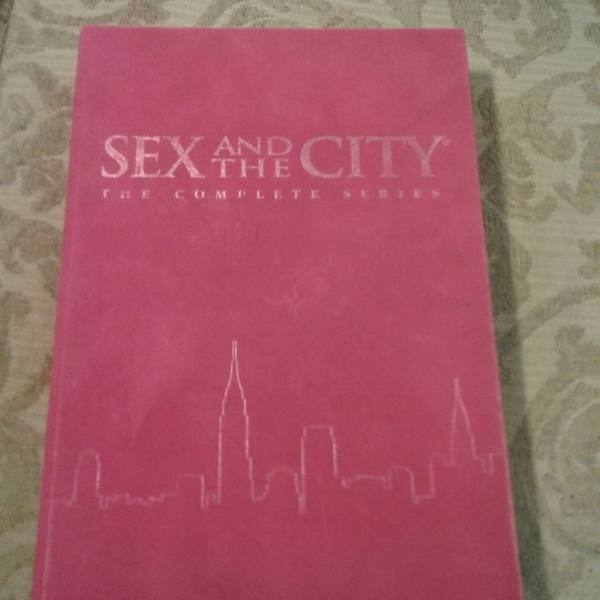 SEX AND THE CITY®
THE COMPLETE SERIES